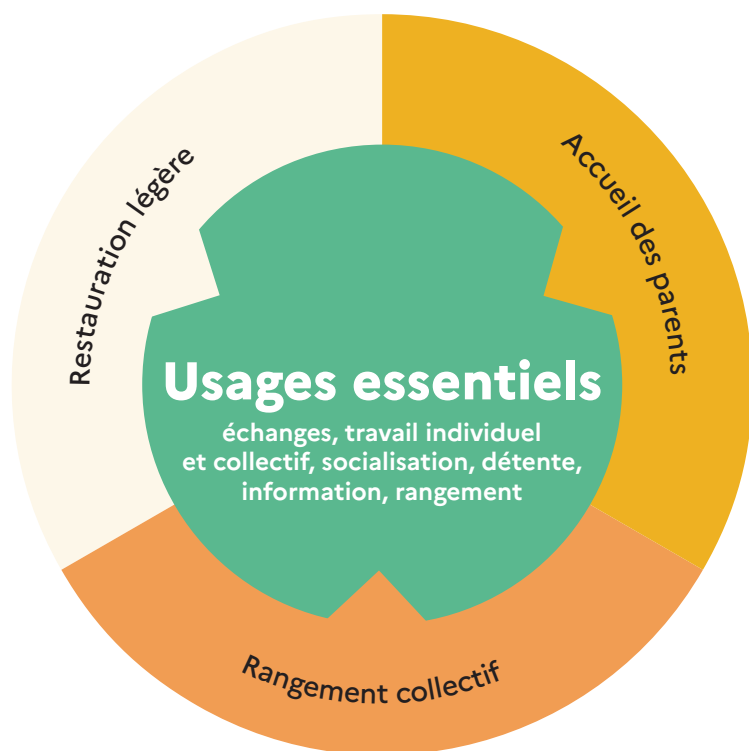 Restauration légère
Accueil des parents
Usages essentiels
échanges, travail individuel
et collectif, socialisation, détente,
information, rangement
Rangement collectif